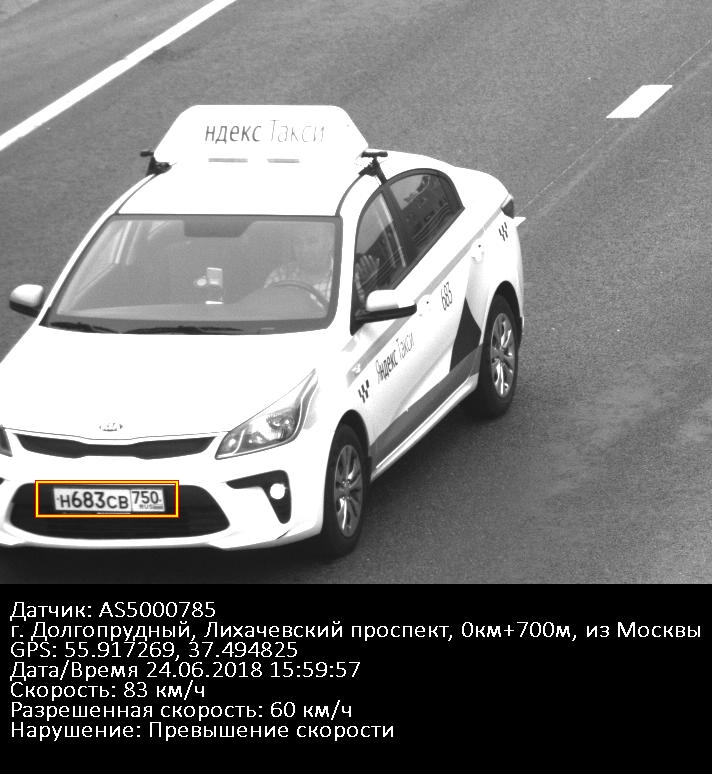 ндекс Такси
683
Яндекс Такси
KIA
Н683СВ 750
RUS
Датчик: AS5000785
г. Долгопрудный, Лихачевский проспект, 0км+700м, из Москвы
GPS: 55.917269, 37.494825
Дата/Время 24.06.2018 15:59:57
Скорость: 83 км/ч
Разрешенная скорость: 60 км/ч
Нарушение: Превышение скорости